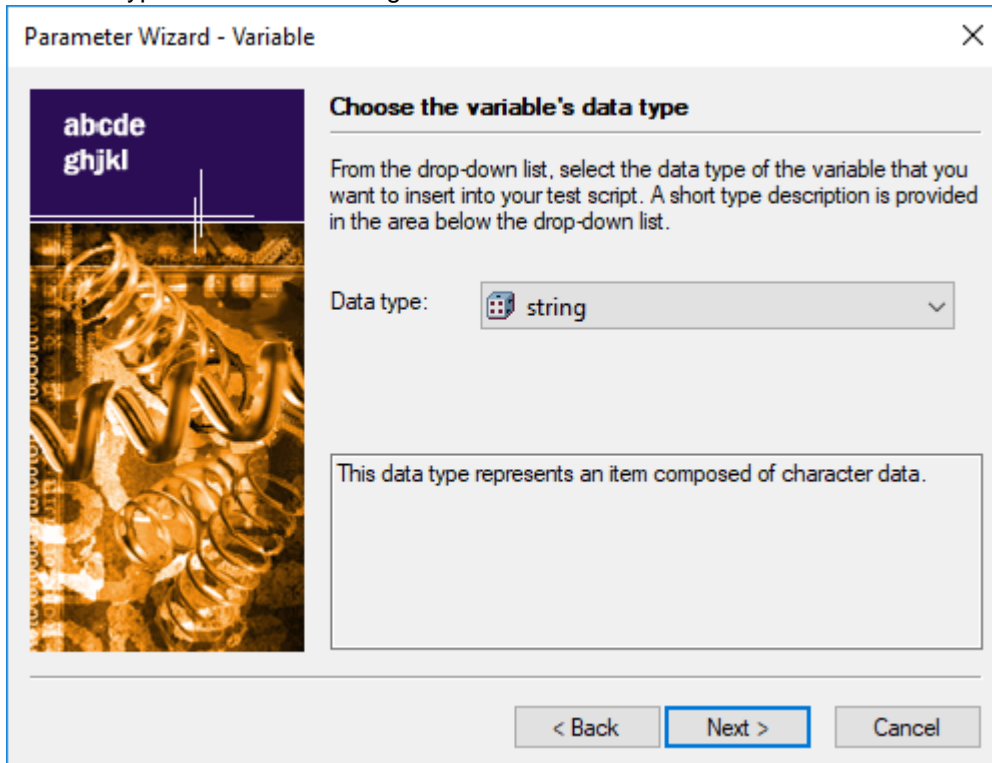 Parameter Wizard - Variable
abcde
ghjkl
Choose the variable's data type
From the drop-down list, select the data type of the variable that you
want to insert into your test script. A short type description is provided
in the area below the drop-down list.
Data type:
string
This data type represents an item composed of character data.
< Back
Next >
Cancel